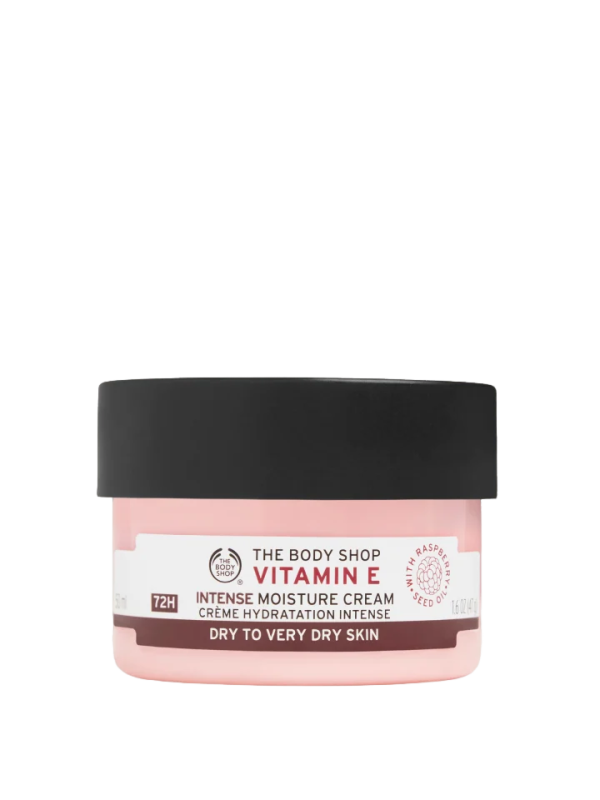 THE BODY SHOP
THE
BODY
SHOP
®
VITAMIN E
72H
INTENSE MOISTURE CREAM
CRÈME HYDRATATION INTENSE
DRY TO VERY DRY SKIN
• WITH RASPBERRY •
SEED OIL
ml
1.6 OZ